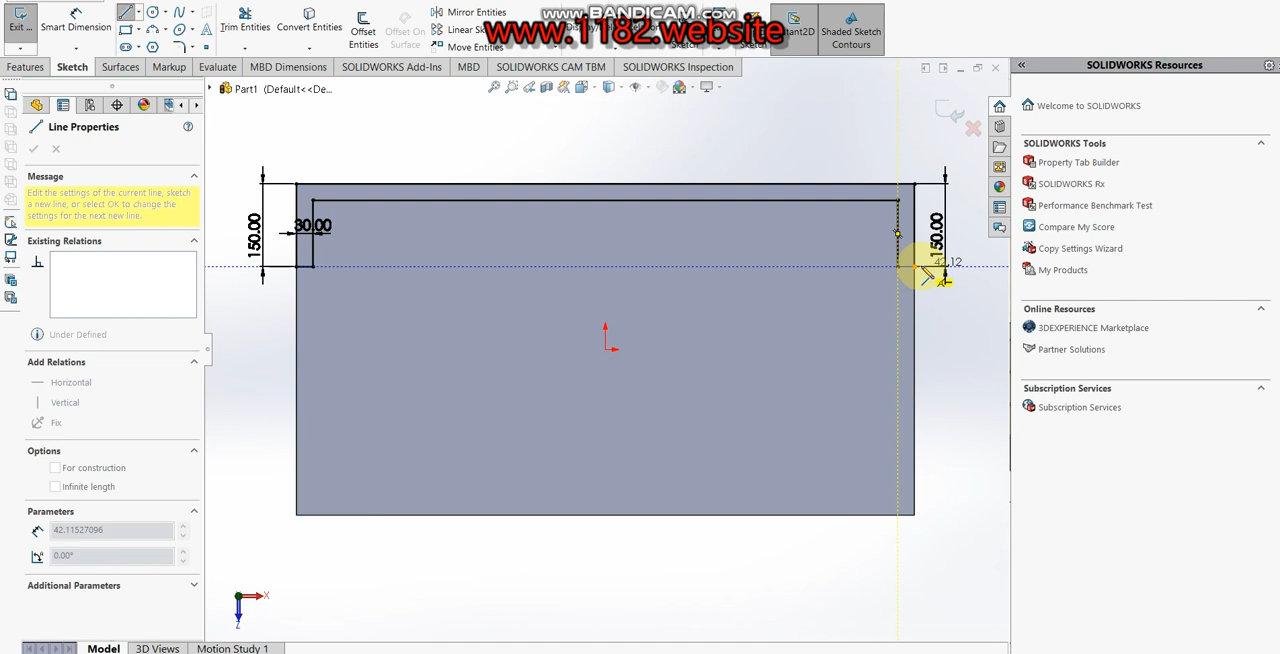 www.BANDICAM.com
www.1182.website
Exit ...
Smart Dimension
Trim Entities
Convert Entities
Offset Entities
Offset On Surface
Mirror Entities
Linear Sk
Move Entities
Sketch
Instant2D
Shaded Sketch Contours
Features
Sketch
Surfaces
Markup
Evaluate
MBD Dimensions
SOLIDWORKS Add-Ins
MBD
SOLIDWORKS CAM TBM
SOLIDWORKS Inspection
Part1 (Default<<De...
Line Properties
Message
Edit the settings of the current line, sketch
a new line, or select OK to change the
settings for the next new line.
Existing Relations
Under Defined
Add Relations
Horizontal
Vertical
Fix
Options
For construction
Infinite length
Parameters
42.11527096
0.00°
Additional Parameters
150.00
30.00
150.00
42.12
X
Z
Model
3D Views
Motion Study 1
SOLIDWORKS Resources
Welcome to SOLIDWORKS
SOLIDWORKS Tools
Property Tab Builder
SOLIDWORKS Rx
Performance Benchmark Test
Compare My Score
Copy Settings Wizard
My Products
Online Resources
3DEXPERIENCE Marketplace
Partner Solutions
Subscription Services
Subscription Services